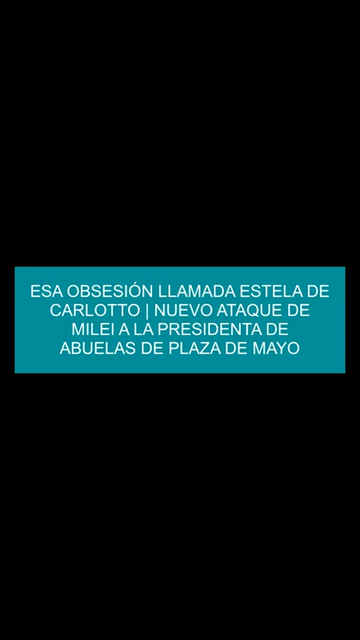 ESA OBSESIÓN LLAMADA ESTELA DE
CARLOTTO | NUEVO ATAQUE DE
MILEI A LA PRESIDENTA DE
ABUELAS DE PLAZA DE MAYO